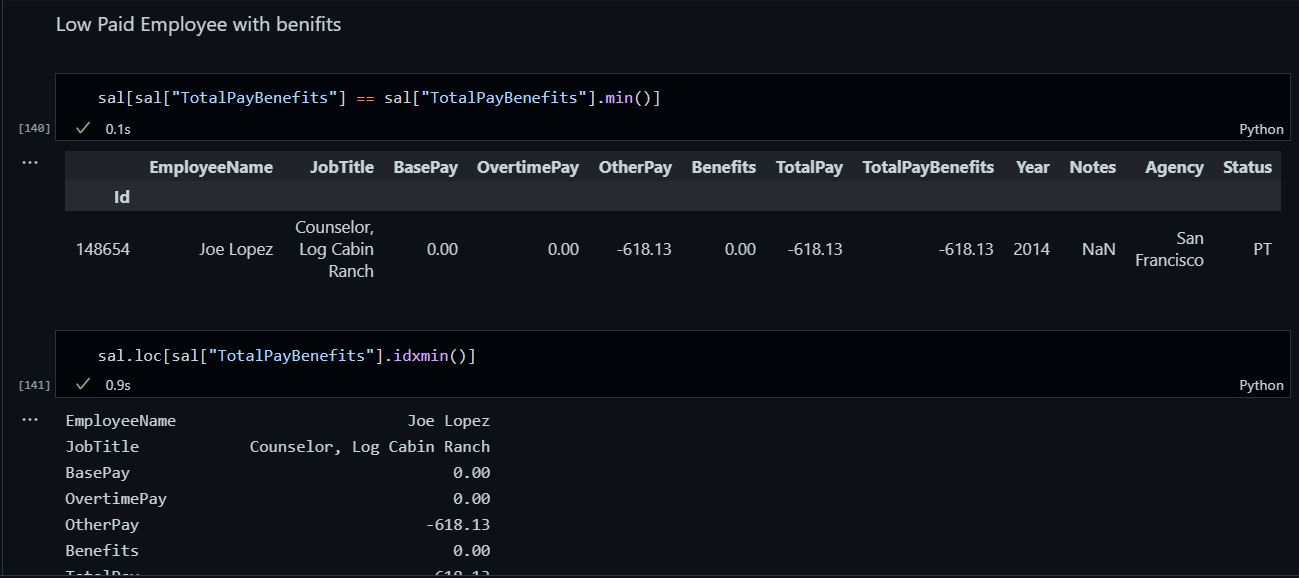 Low Paid Employee with benifits
sal[sal["TotalPayBenefits"] == sal["TotalPayBenefits"].min()]
[140] ✓ 0.1s Python
... EmployeeName JobTitle BasePay OvertimePay OtherPay Benefits TotalPay TotalPayBenefits Year Notes Agency Status
Id
Counselor,
148654 Joe Lopez Log Cabin 0.00 0.00 -618.13 0.00 -618.13 -618.13 2014 NaN San PT
Ranch Francisco
sal.loc[sal["TotalPayBenefits"].idxmin()]
[141] ✓ 0.9s Python
... EmployeeName Joe Lopez
JobTitle Counselor, Log Cabin Ranch
BasePay 0.00
OvertimePay 0.00
OtherPay -618.13
Benefits 0.00
TotalPay -618.13